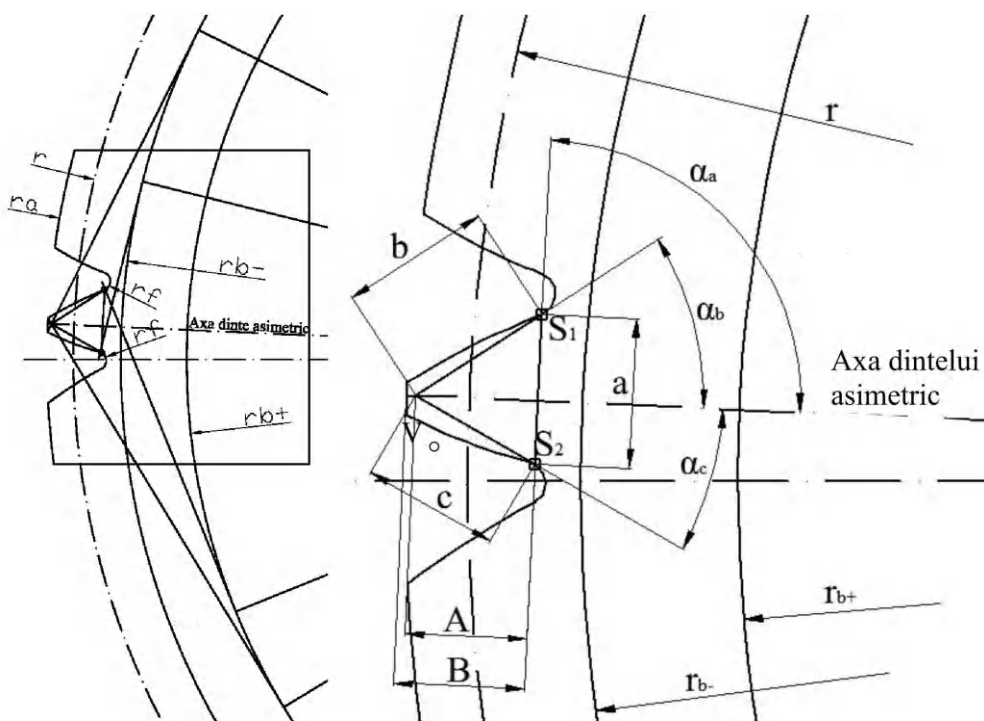 r
ra
rb-
rf
Axa dinte asimetric
rf
rb+
r
αa
b
αb
S1
Axa dintelui
asimetric
a
S2
αc
c
A
B
rb+
rb-